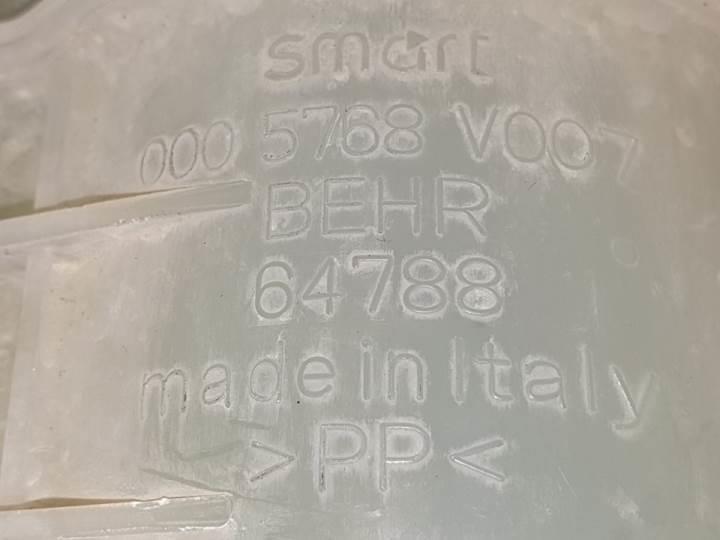 smart
000 5768 V007
BEHR
64788
made in Italy
>PP<